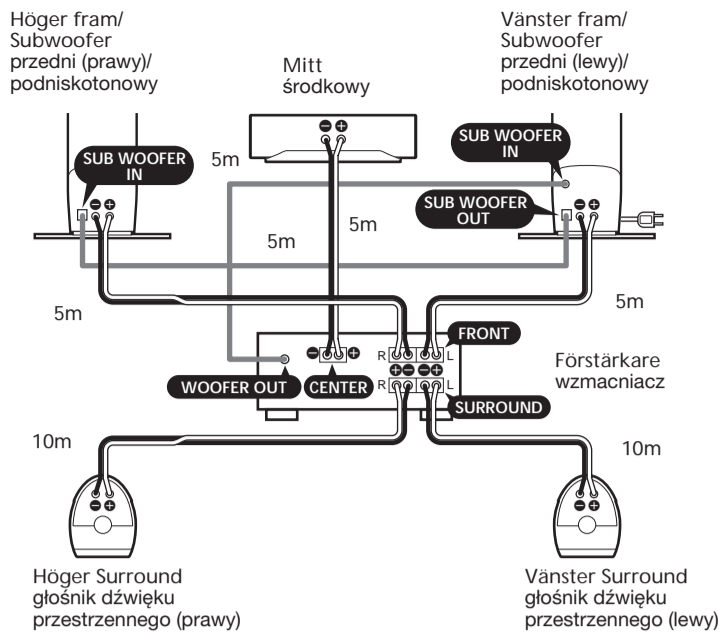 Höger fram/
Subwoofer
przedni (prawy)/
podniskotonowy
Mitt
środkowy
Vänster fram/
Subwoofer
przedni (lewy)/
podniskotonowy
SUB WOOFER
IN
5m
SUB WOOFER
IN
SUB WOOFER
OUT
5m
5m
5m
5m
FRONT
R
L
WOOFER OUT
CENTER
R
L
SURROUND
Förstärkare
wzmacniacz
10m
10m
Höger Surround
głośnik dźwięku
przestrzennego (prawy)
Vänster Surround
głośnik dźwięku
przestrzennego (lewy)